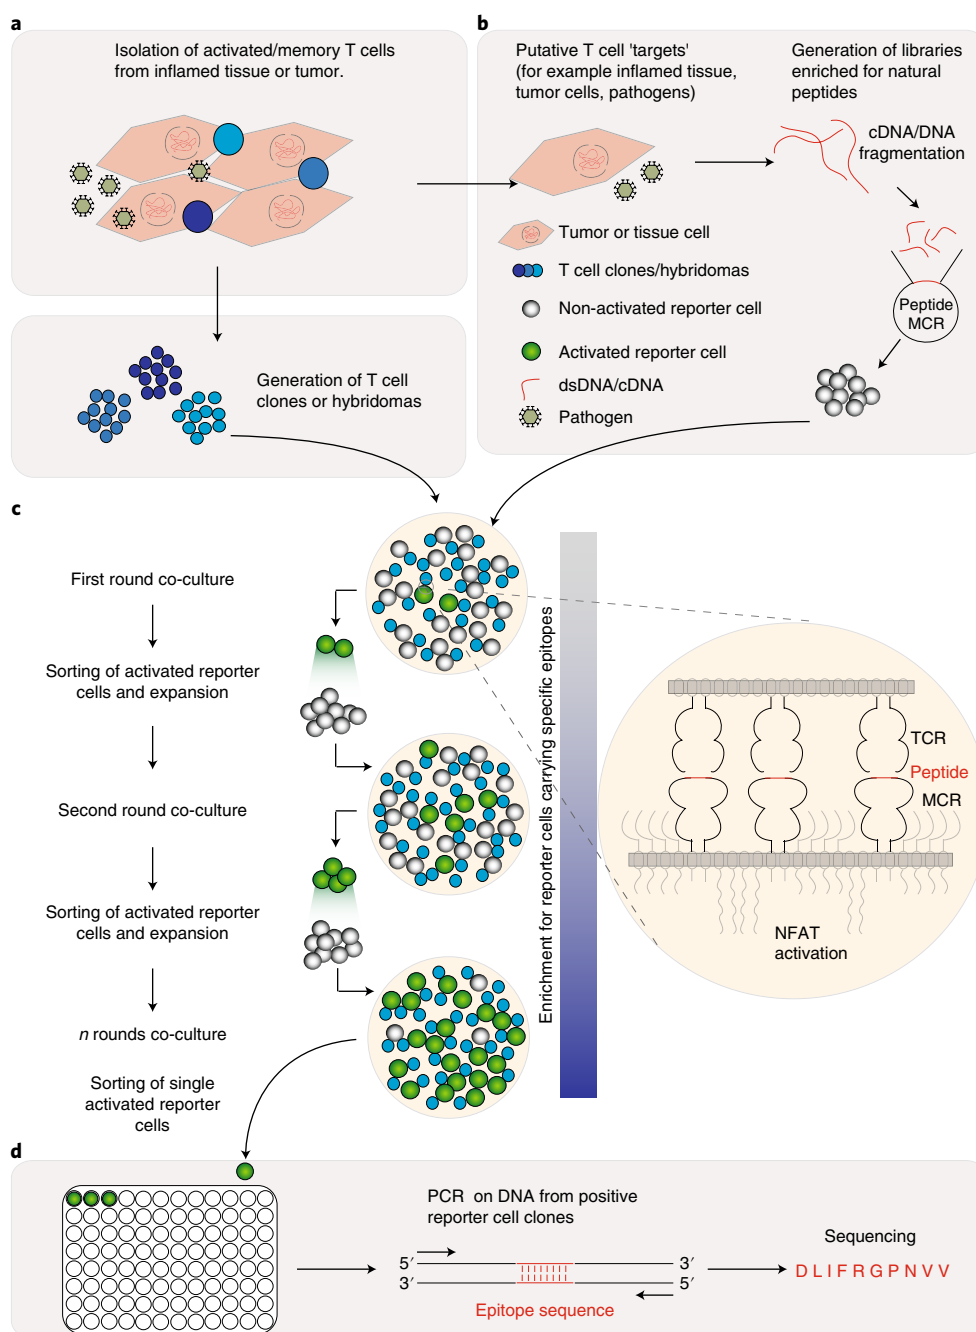 a
Isolation of activated/memory T cells
from inflamed tissue or tumor.
Generation of T cell
clones or hybridomas
b
Putative T cell 'targets'
(for example inflamed tissue,
tumor cells, pathogens)
Generation of libraries
enriched for natural
peptides
cDNA/DNA
fragmentation
Peptide
MCR
Tumor or tissue cell
T cell clones/hybridomas
Non-activated reporter cell
Activated reporter cell
dsDNA/cDNA
Pathogen
c
First round co-culture
Sorting of activated reporter
cells and expansion
Second round co-culture
Sorting of activated reporter
cells and expansion
n rounds co-culture
Sorting of single
activated reporter
cells
Enrichment for reporter cells carrying specific epitopes
TCR
Peptide
MCR
NFAT
activation
d
PCR on DNA from positive
reporter cell clones
5′ 3′
3′ 5′
Epitope sequence
Sequencing
D L I F R G P N V V